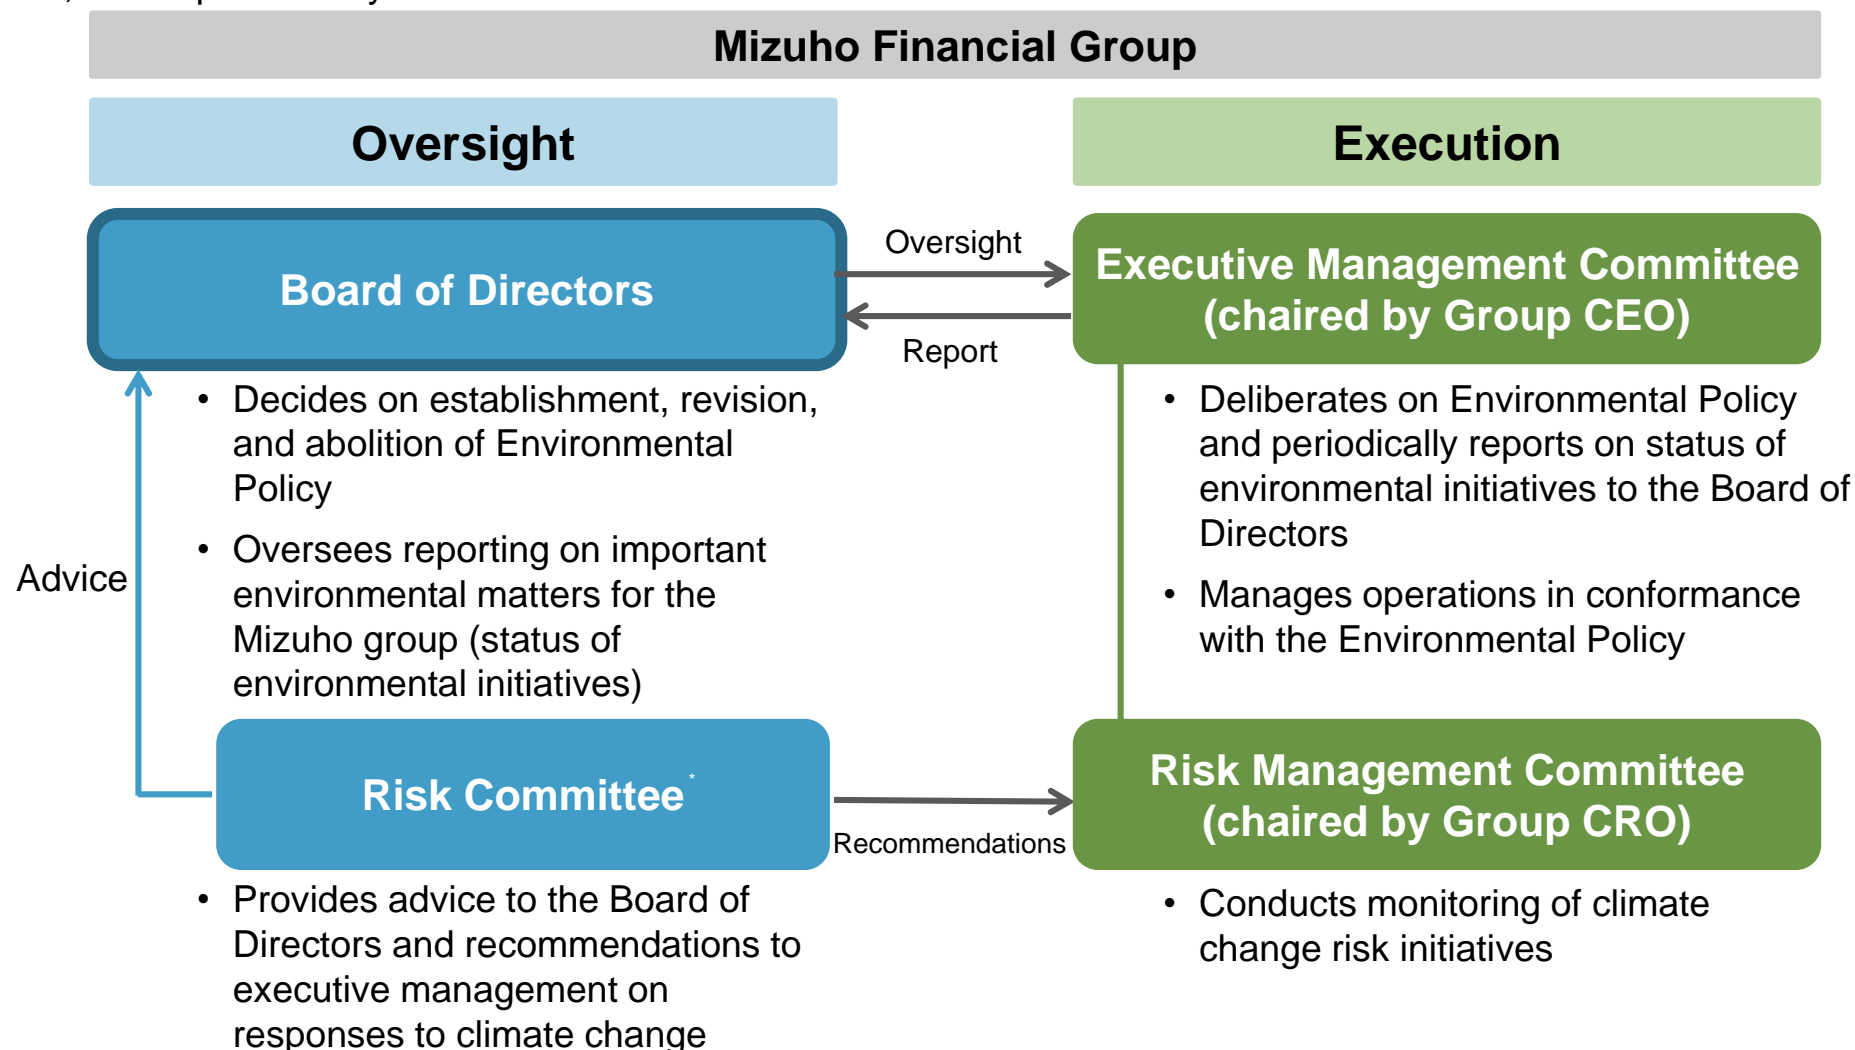 Mizuho Financial Group
Oversight
Execution
Board of Directors
Oversight
Report
Executive Management Committee
(chaired by Group CEO)
• Decides on establishment, revision,
and abolition of Environmental
Policy
• Oversees reporting on important
environmental matters for the
Mizuho group (status of
environmental initiatives)
• Deliberates on Environmental Policy
and periodically reports on status of
environmental initiatives to the Board of
Directors
• Manages operations in conformance
with the Environmental Policy
Advice
Risk Committee*
Recommendations
Risk Management Committee
(chaired by Group CRO)
• Provides advice to the Board of
Directors and recommendations to
executive management on
responses to climate change
• Conducts monitoring of climate
change risk initiatives